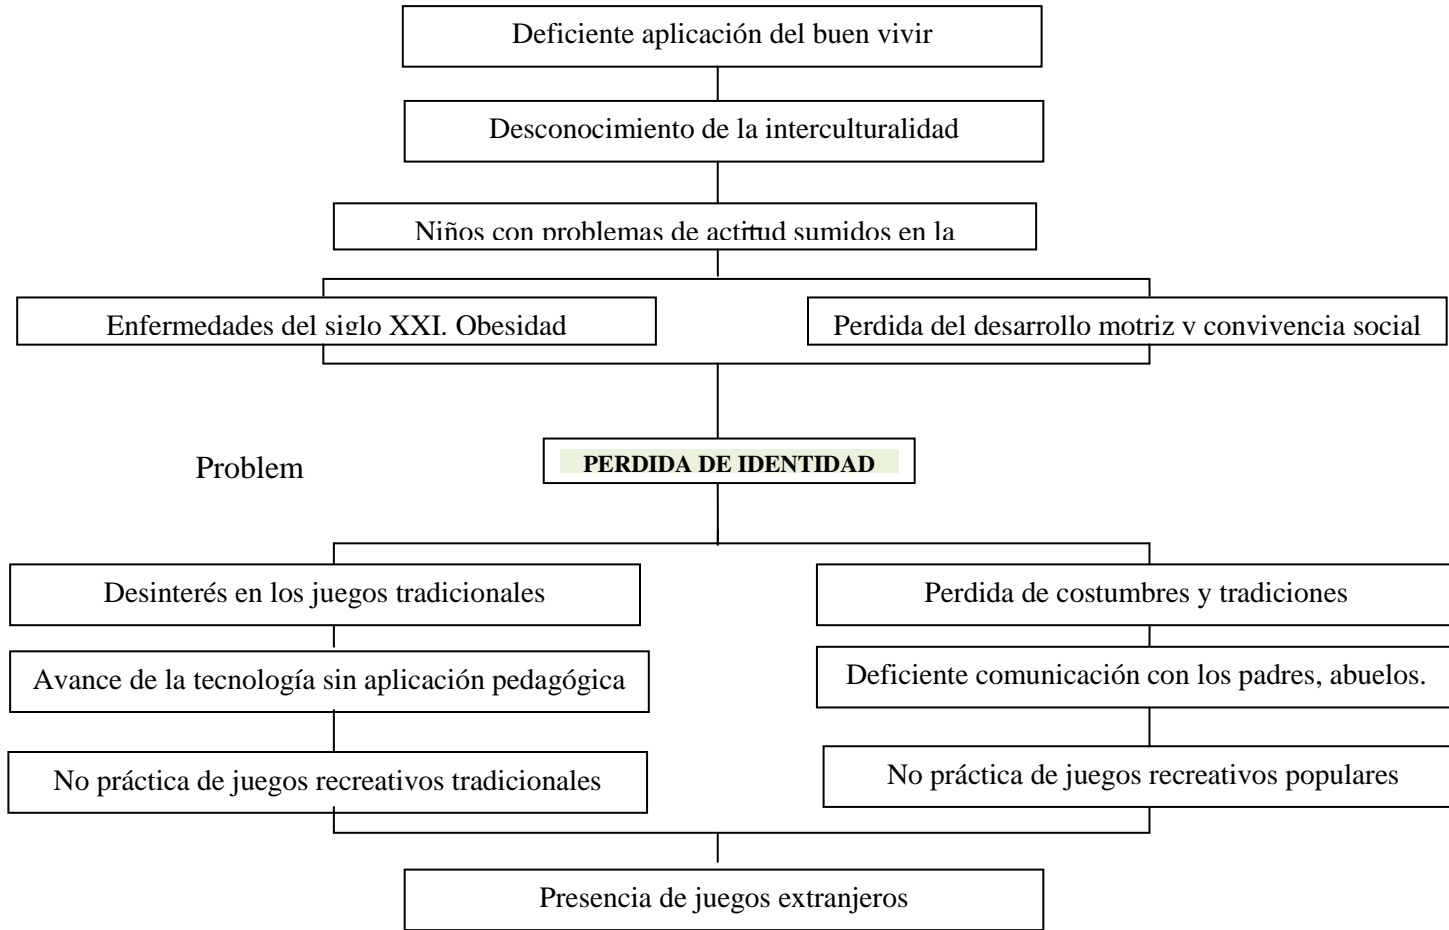 Deficiente aplicación del buen vivir
Desconocimiento de la interculturalidad
Niños con problemas de actitud sumidos en la
Enfermedades del siglo XXI. Obesidad
Perdida del desarrollo motriz y convivencia social
Problem
PERDIDA DE IDENTIDAD
Desinterés en los juegos tradicionales
Perdida de costumbres y tradiciones
Avance de la tecnología sin aplicación pedagógica
Deficiente comunicación con los padres, abuelos.
No práctica de juegos recreativos tradicionales
No práctica de juegos recreativos populares
Presencia de juegos extranjeros